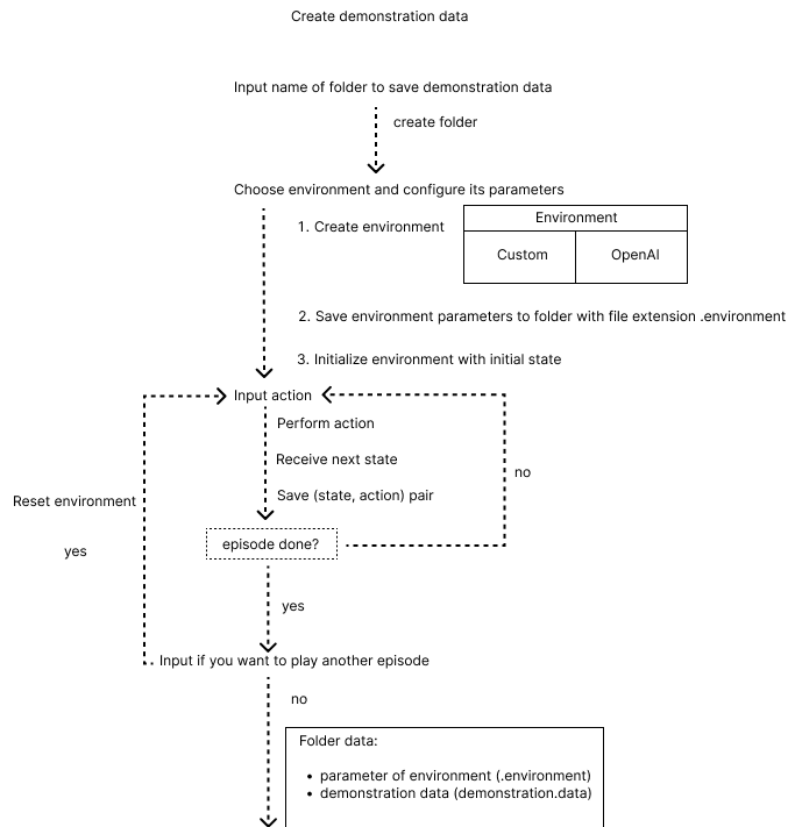 Create demonstration data
Input name of folder to save demonstration data
create folder
Choose environment and configure its parameters
1. Create environment
Environment
Custom
OpenAI
2. Save environment parameters to folder with file extension .environment
3. Initialize environment with initial state
Input action
Perform action
Receive next state
no
Save (state, action) pair
Reset environment
yes
episode done?
yes
Input if you want to play another episode
no
Folder data:
• parameter of environment (.environment)
• demonstration data (demonstration.data)